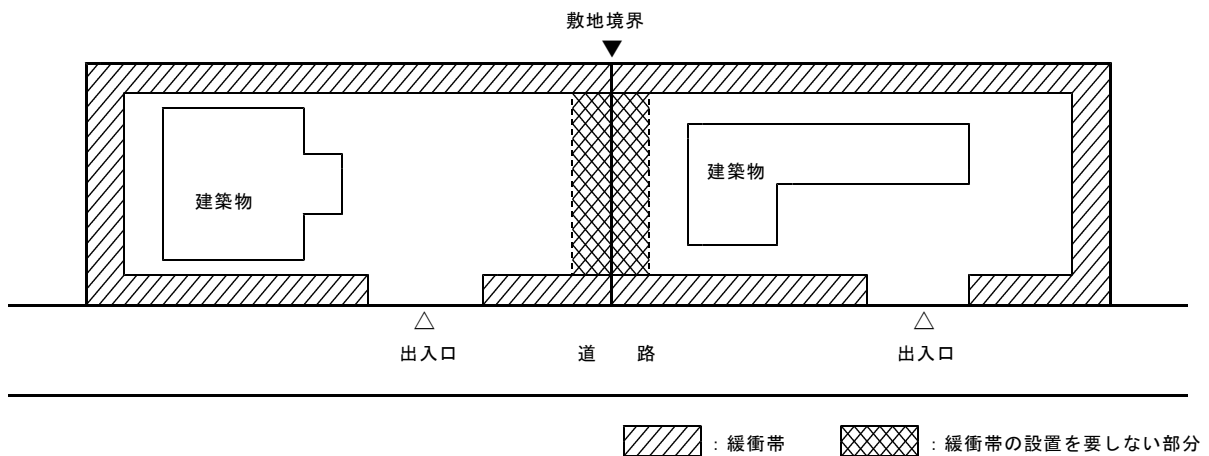 敷地境界
▼
建築物
建築物
△
△
出入口
道　路
出入口
：緩衝帯
：緩衝帯の設置を要しない部分